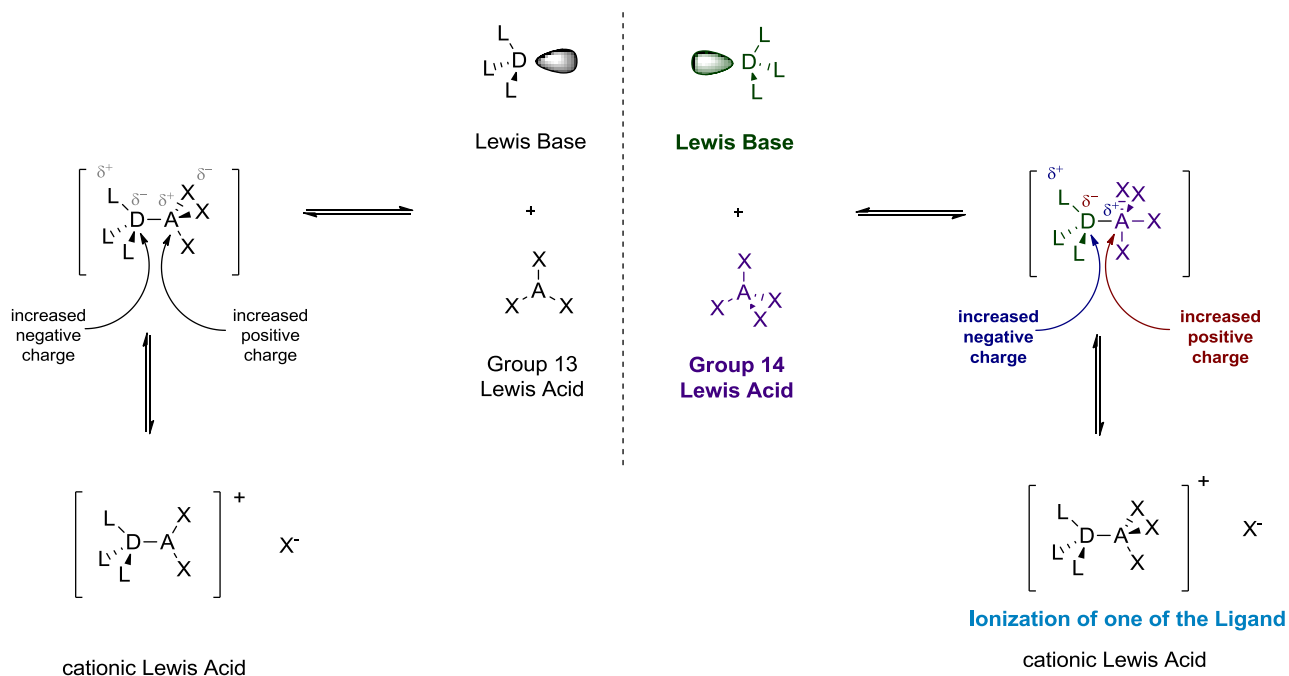 L
D
L
L
Lewis Base
+
X
A
X
X
Group 13
Lewis Acid
δ+
δ-
δ+
δ-
L
X
D
A
X
L
L
X
increased
negative
charge
increased
positive
charge
L
X
D
A
L
L
X
+
X-
cationic Lewis Acid
L
D
L
L
Lewis Base
+
X
A
X
X
X
Group 14
Lewis Acid
δ+
δ-
δ+
L
X
X
D
A
X
L
L
X
increased
negative
charge
increased
positive
charge
L
X
D
A
X
L
L
X
+
X-
Ionization of one of the Ligand
cationic Lewis Acid